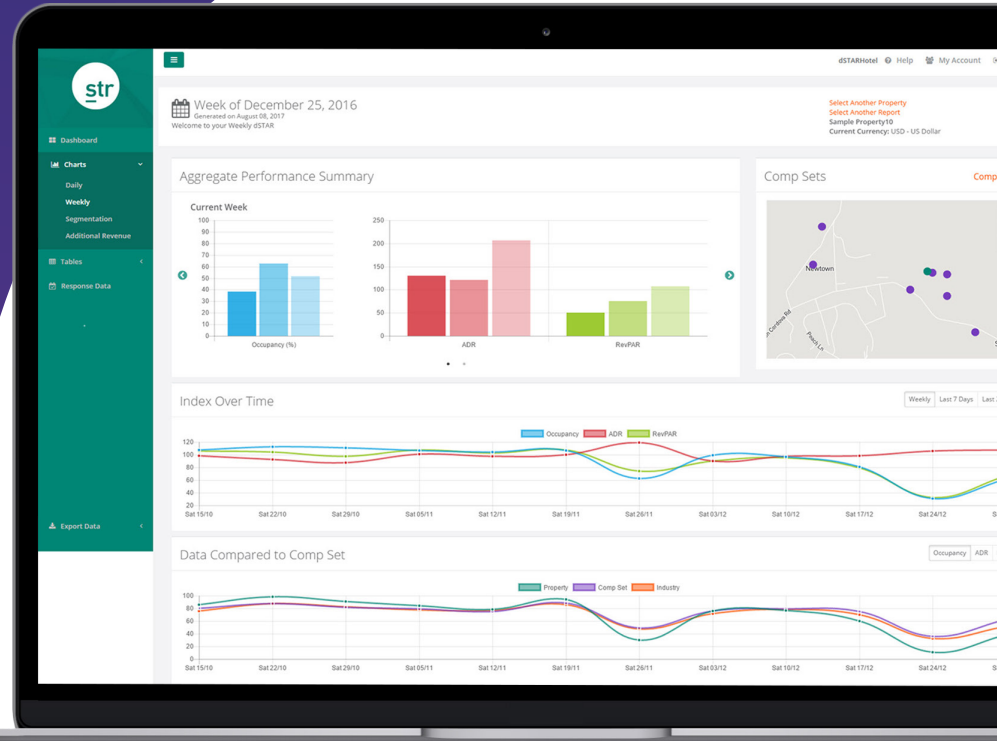 str
dSTARHotel Help My Account
Week of December 25, 2016
Generated on August 08, 2017
Welcome to your Weekly dSTAR
Select Another Property
Select Another Report
Sample Property10
Current Currency: USD - US Dollar
Dashboard
Charts
Daily
Weekly
Segmentation
Additional Revenue
Tables
Response Data
Export Data
Aggregate Performance Summary
Current Week
100
90
80
70
60
50
40
30
20
10
0
Occupancy (%)
250
200
150
100
50
0
ADR RevPAR
Comp Sets
Comp
Newtown
Cordova Rd
Peach Ln
S
Index Over Time
Weekly Last 7 Days Last
Occupancy ADR RevPAR
120
100
80
60
40
20
Sat 15/10 Sat 22/10 Sat 29/10 Sat 05/11 Sat 12/11 Sat 19/11 Sat 26/11 Sat 03/12 Sat 10/12 Sat 17/12 Sat 24/12 S
Data Compared to Comp Set
Occupancy ADR
Property Comp Set Industry
100
80
60
40
20
0
Sat 15/10 Sat 22/10 Sat 29/10 Sat 05/11 Sat 12/11 Sat 19/11 Sat 26/11 Sat 03/12 Sat 10/12 Sat 17/12 Sat 24/12 S